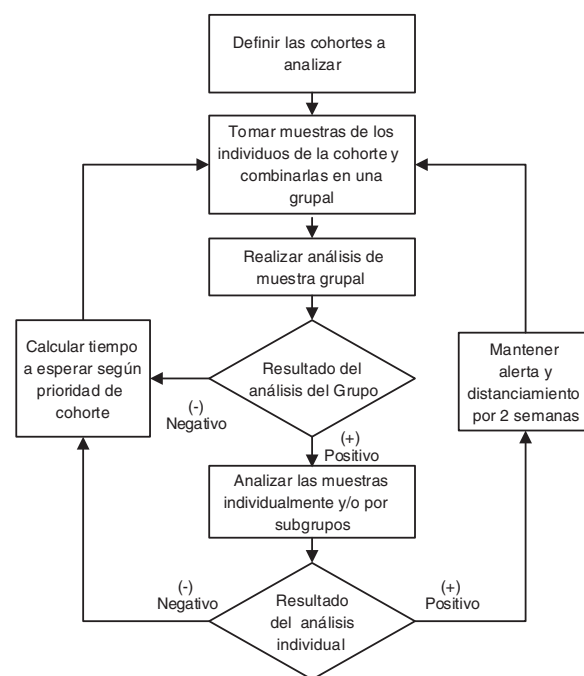 Definir las cohortes a
analizar
Tomar muestras de los
individuos de la cohorte y
combinarlas en una
grupal
Realizar análisis de
muestra grupal
Resultado del
análisis del Grupo
Calcular tiempo
a esperar según
prioridad de
cohorte
Mantener
alerta y
distanciamiento
por 2 semanas
(-)
Negativo
(+)
Positivo
Analizar las muestras
individualmente y/o por
subgrupos
(-)
Negativo
Resultado
del análisis
individual
(+)
Positivo